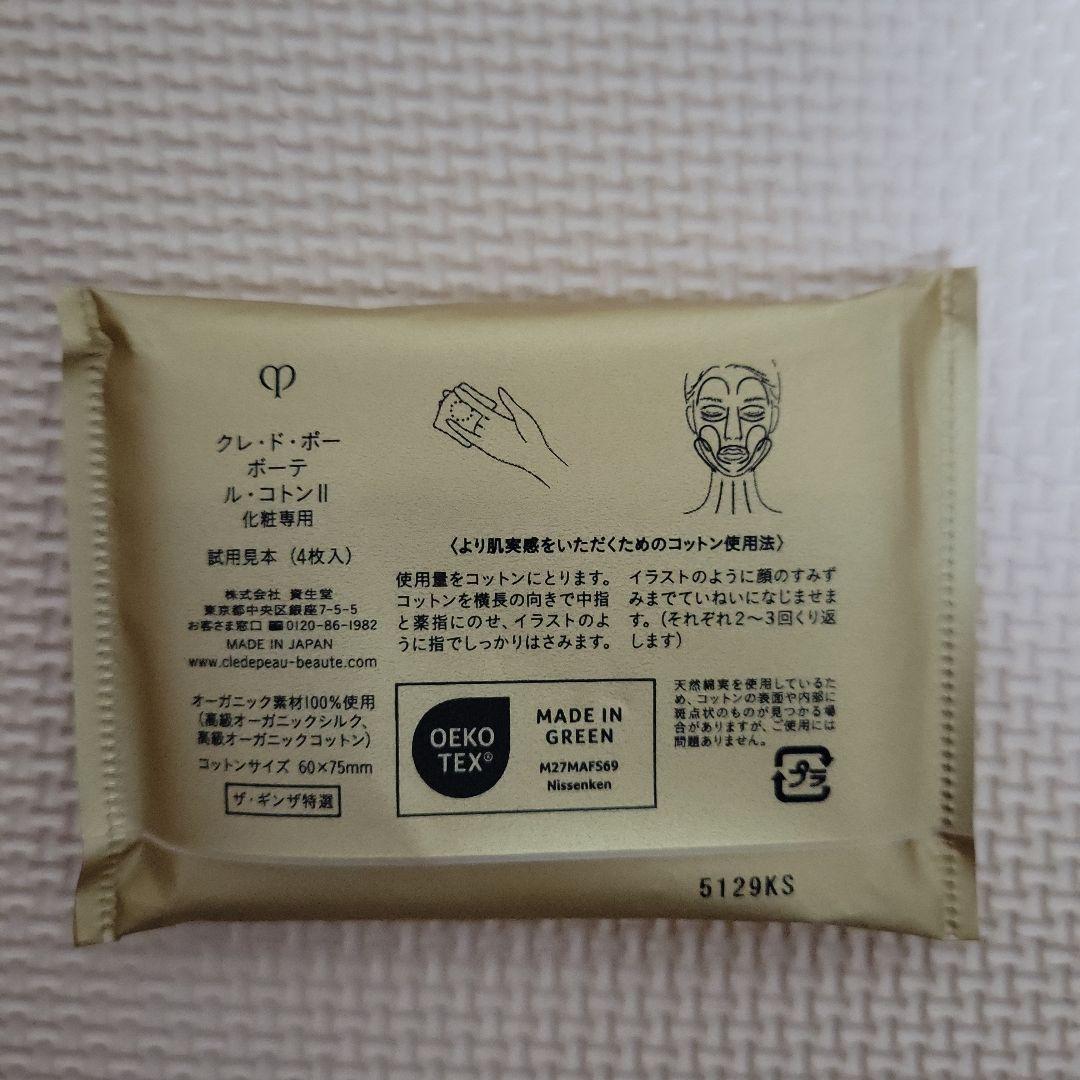 クレ・ド・ポー
ボーテ
ル・コトンⅡ
化粧専用
試用見本（4枚入）
株式会社 資生堂
東京都中央区銀座7-5-5
お客さま窓口 0120-86-1982
MADE IN JAPAN
www.cledepeau-beaute.com
オーガニック素材100％使用
（高級オーガニックシルク、
高級オーガニックコットン）
コットンサイズ 60×75mm
ザ・ギンザ特選
〈より肌実感をいただくためのコットン使用法〉
使用量をコットンにとります。
コットンを横長の向きで中指
と薬指にのせ、イラストのよ
うに指でしっかりはさみます。
イラストのように顔のすみず
みまでていねいになじませま
す。（それぞれ2～3回くり返
します）
OEKO
TEX®
MADE IN
GREEN
M27MAFS69
Nissenken
天然綿実を使用しているた
め、コットンの表面や内部に
斑点状のものが見つかる場
合がありますが、ご使用には
問題ありません。
プラ
5129KS